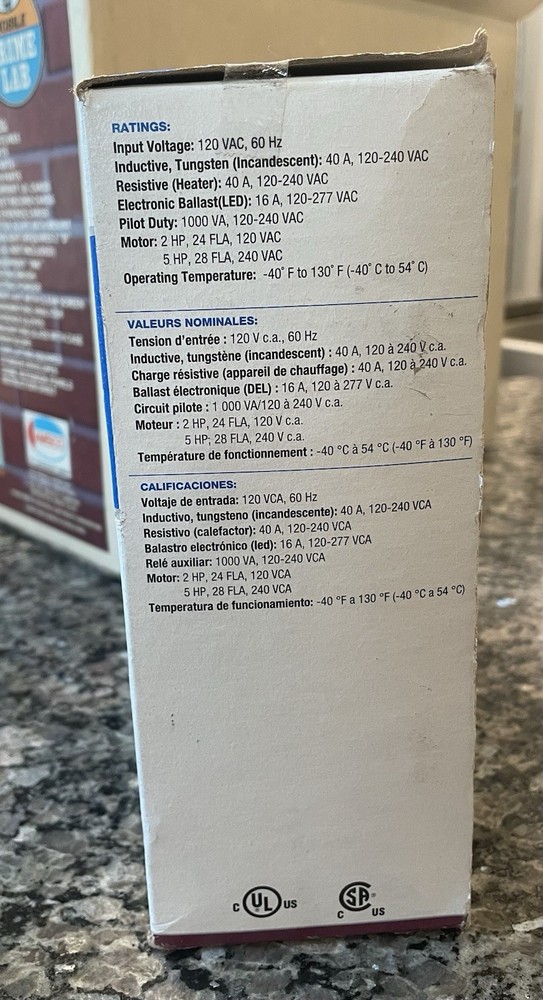 RIME
LAB
RATINGS:
Input Voltage: 120 VAC, 60 Hz
Inductive, Tungsten (Incandescent): 40 A, 120-240 VAC
Resistive (Heater): 40 A, 120-240 VAC
Electronic Ballast(LED): 16 A, 120-277 VAC
Pilot Duty: 1000 VA, 120-240 VAC
Motor: 2 HP, 24 FLA, 120 VAC
5 HP, 28 FLA, 240 VAC
Operating Temperature: -40° F to 130° F (-40° C to 54° C)
VALEURS NOMINALES:
Tension d'entrée : 120 V c.a., 60 Hz
Inductive, tungstène (incandescent) : 40 A, 120 à 240 V c.a.
Charge résistive (appareil de chauffage) : 40 A, 120 à 240 V c.a.
Ballast électronique (DEL) : 16 A, 120 à 277 V c.a.
Circuit pilote : 1 000 VA/120 à 240 V c.a.
Moteur : 2 HP, 24 FLA, 120 V c.a.
5 HP; 28 FLA, 240 V c.a.
Température de fonctionnement : -40 °C à 54 °C (-40 °F à 130 °F)
CALIFICACIONES:
Voltaje de entrada: 120 VCA, 60 Hz
Inductivo, tungsteno (incandescente): 40 A, 120-240 VCA
Resistivo (calefactor): 40 A, 120-240 VCA
Balastro electrónico (led): 16 A, 120-277 VCA
Relé auxiliar: 1000 VA, 120-240 VCA
Motor: 2 HP, 24 FLA, 120 VCA
5 HP, 28 FLA, 240 VCA
Temperatura de funcionamiento: -40 °F a 130 °F (-40 °C a 54 °C)
C UL US
C SA US